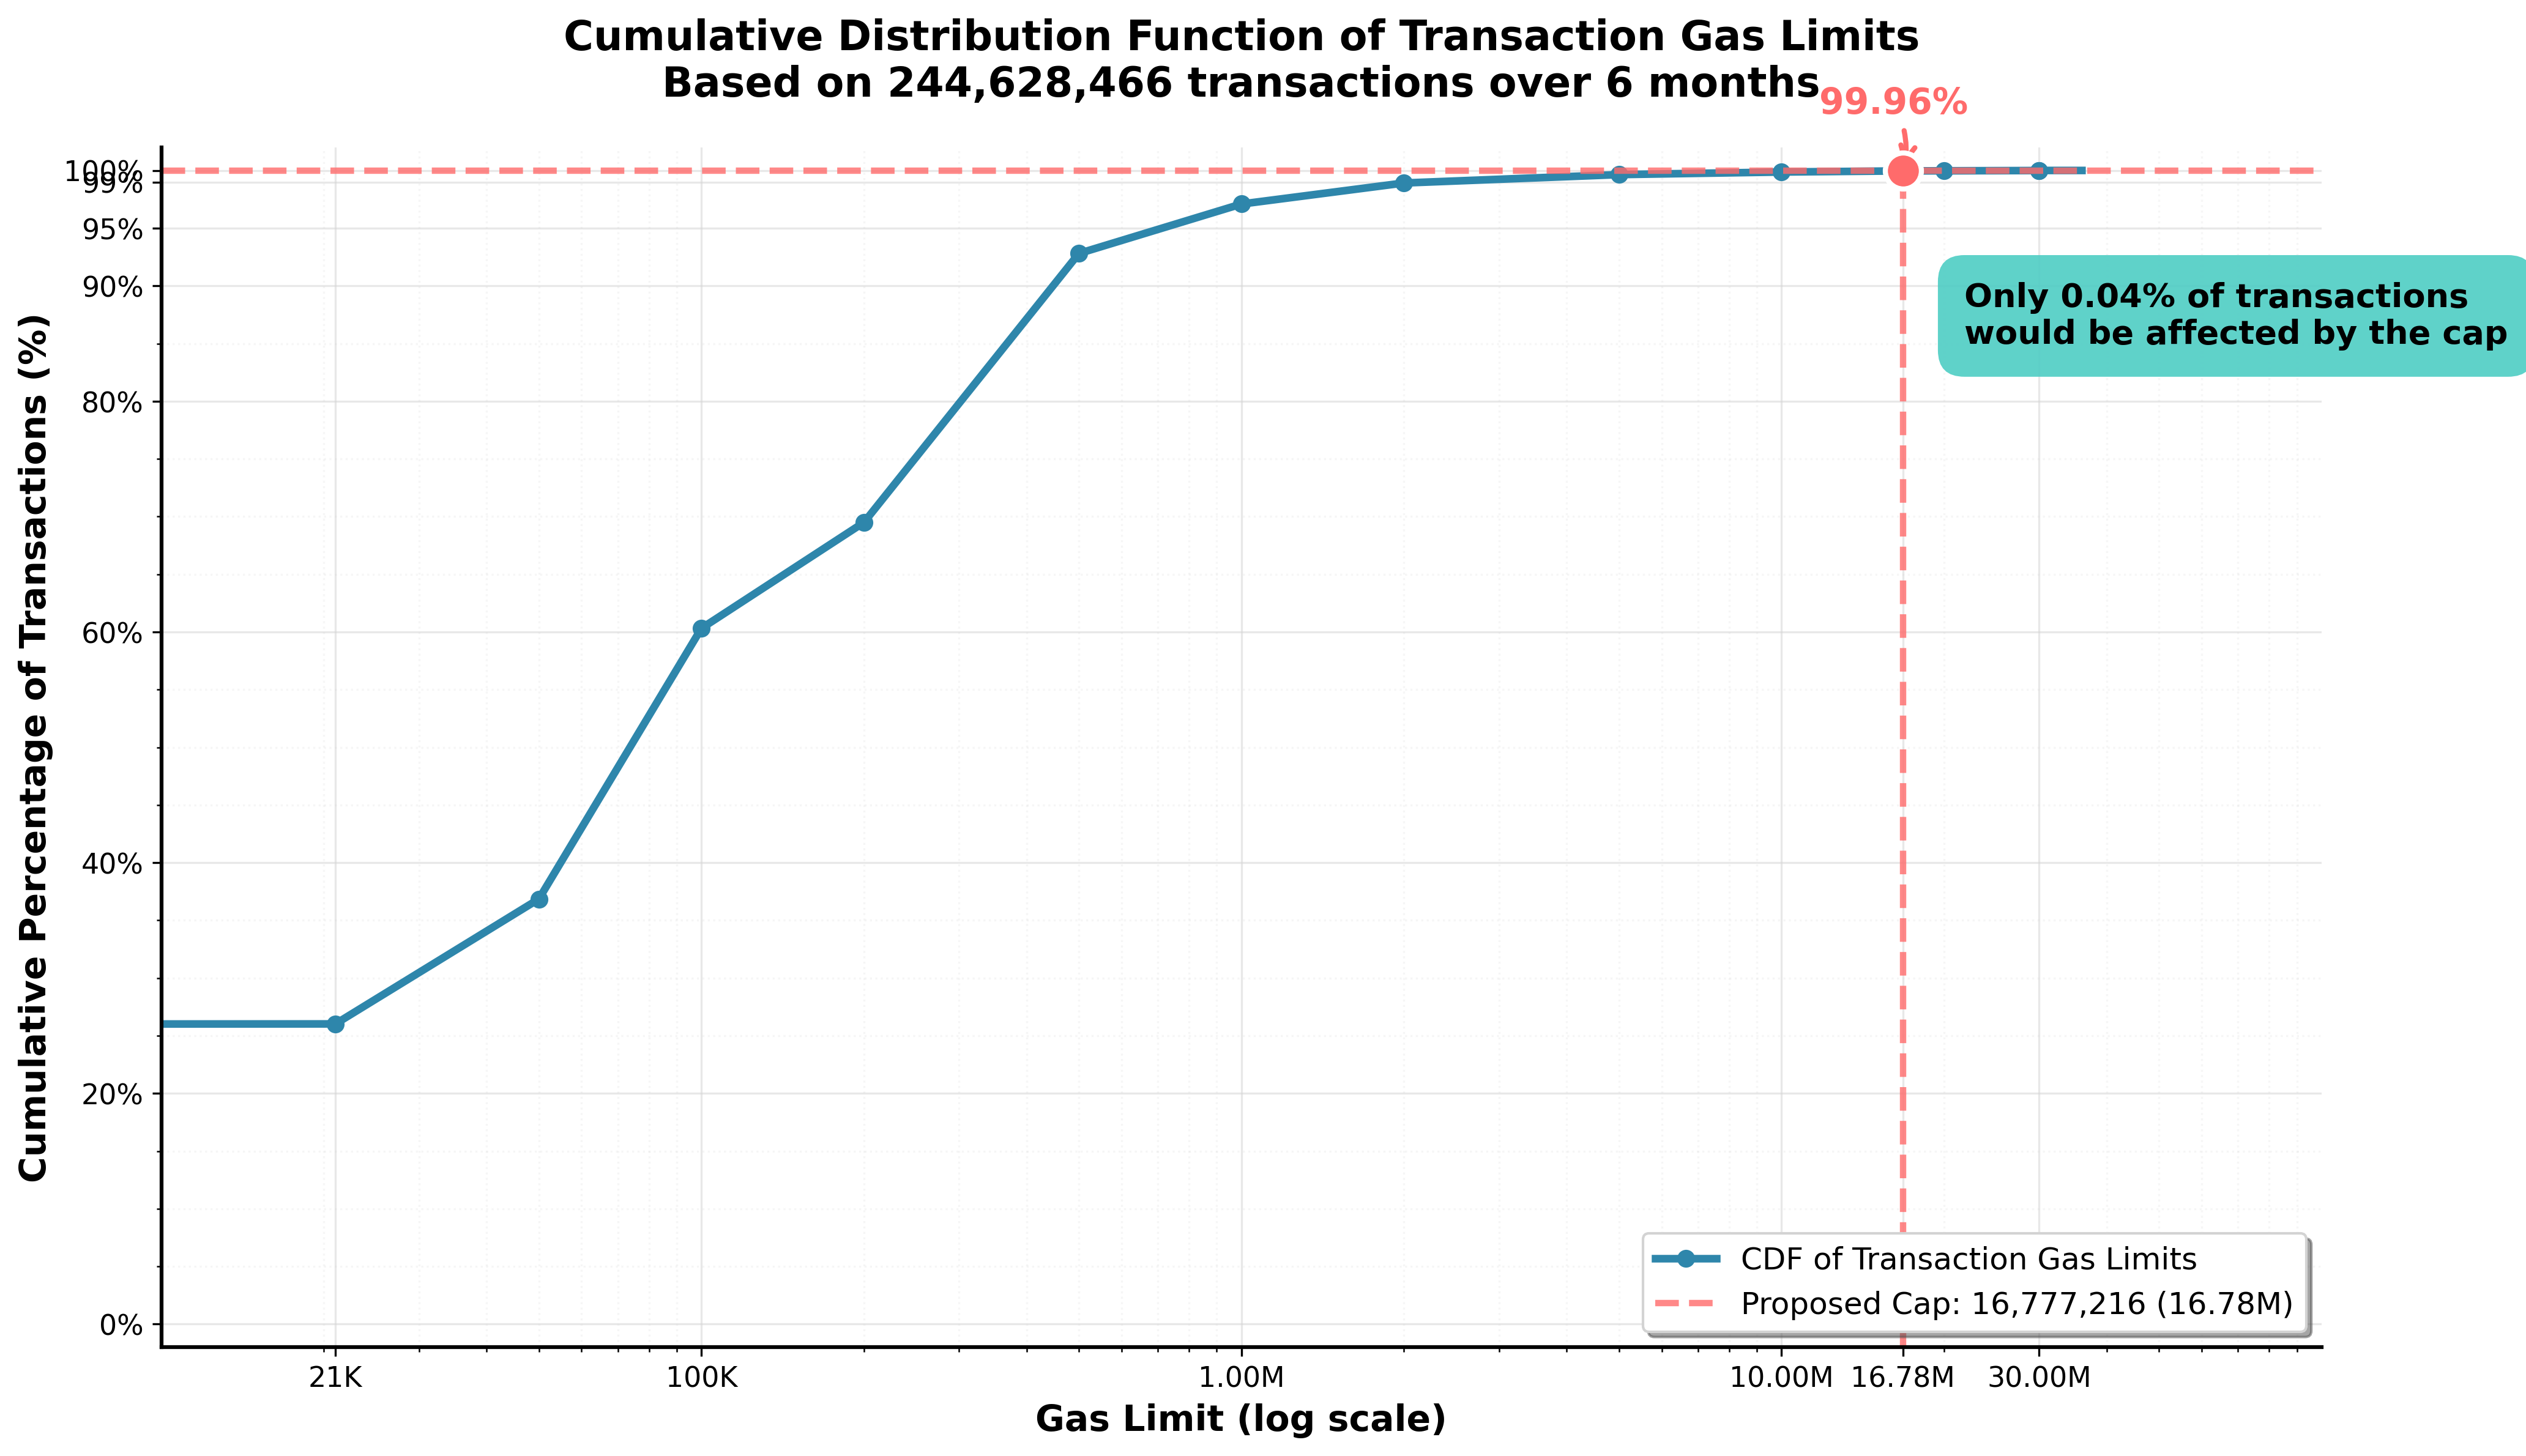 Cumulative Distribution Function of Transaction Gas Limits
Based on 244,628,466 transactions over 6 months
99.96%
100%
99%
95%
90%
80%
60%
40%
20%
0%
Cumulative Percentage of Transactions (%)
Only 0.04% of transactions
would be affected by the cap
CDF of Transaction Gas Limits
Proposed Cap: 16,777,216 (16.78M)
21K
100K
1.00M
10.00M
16.78M
30.00M
Gas Limit (log scale)